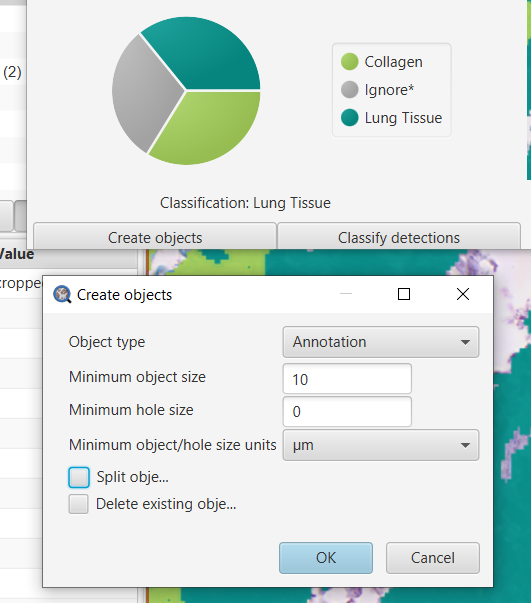 (2)
Collagen
Ignore*
Lung Tissue
Classification: Lung Tissue
Create objects
Classify detections
Create objects
Object type
Annotation
Minimum object size
10
Minimum hole size
0
Minimum object/hole size units
µm
Split obje...
Delete existing obje...
OK
Cancel